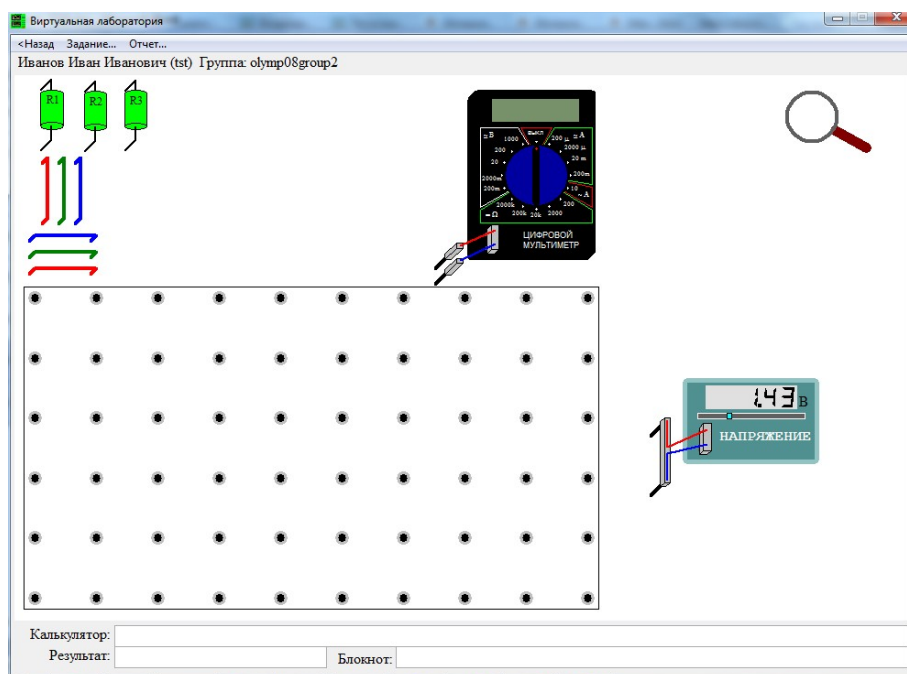 Виртуальная лаборатория
<Назад Задание... Отчет...
Иванов Иван Иванович (tst) Группа: olymp08group2
R1 R2 R3
≅В 1000 выкл 200 µ ≅А
200 2000 µ
20 20 m
2000m 200m
200m 10 ~А
2000k 200
=Ω 200k 20k 2000
ЦИФРОВОЙ
МУЛЬТИМЕТР
1.43 В
НАПРЯЖЕНИЕ
Калькулятор:
Результат: Блокнот: